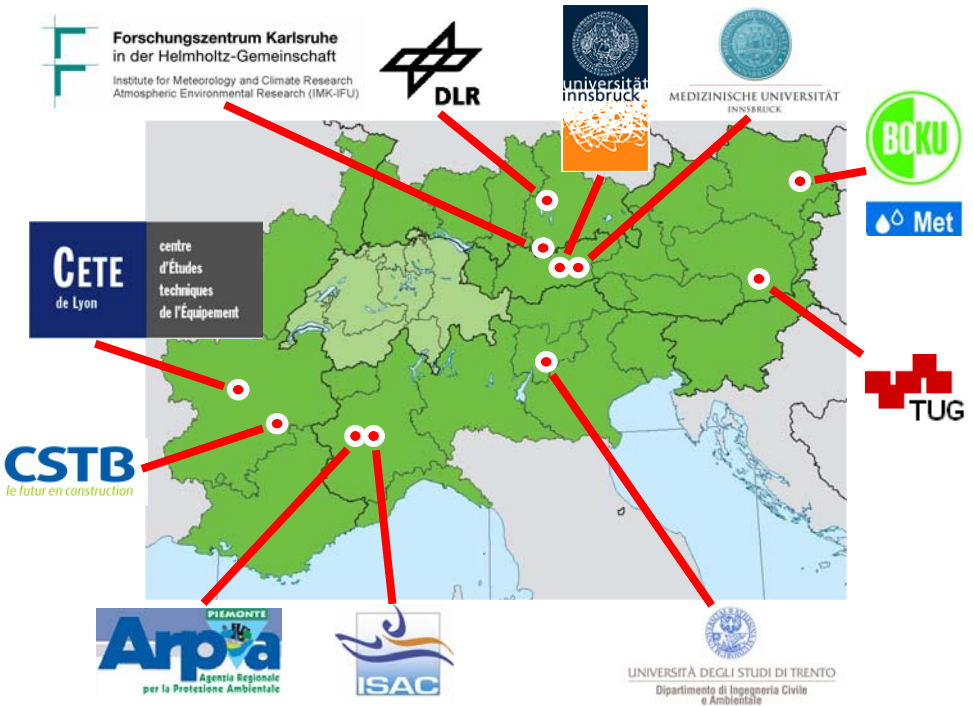 Forschungszentrum Karlsruhe
in der Helmholtz-Gemeinschaft
Institute for Meteorology and Climate Research
Atmospheric Environmental Research (IMK-IFU)
DLR
universität
innsbruck
MEDIZINISCHE UNIVERSITÄT
INNSBRUCK
BOKU
Met
CETE
de Lyon
centre
d'Études
techniques
de l'Équipement
TUG
CSTB
le futur en construction
PIEMONTE
Arpa
Agenzia Regionale
per la Protezione Ambientale
ISAC
UNIVERSITÀ DEGLI STUDI DI TRENTO
Dipartimento di Ingegneria Civile
e Ambientale